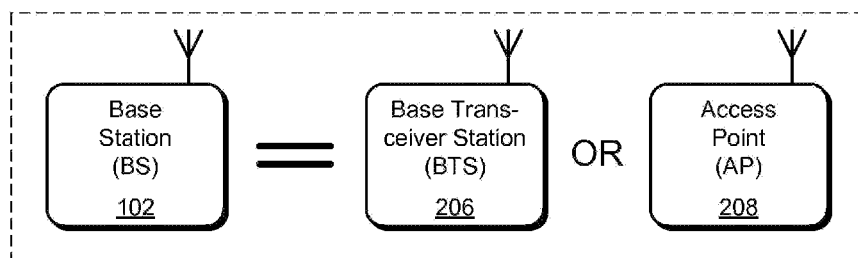 Base
Station
(BS)
102
Base Trans-
ceiver Station
(BTS)
206
OR
Access
Point
(AP)
208